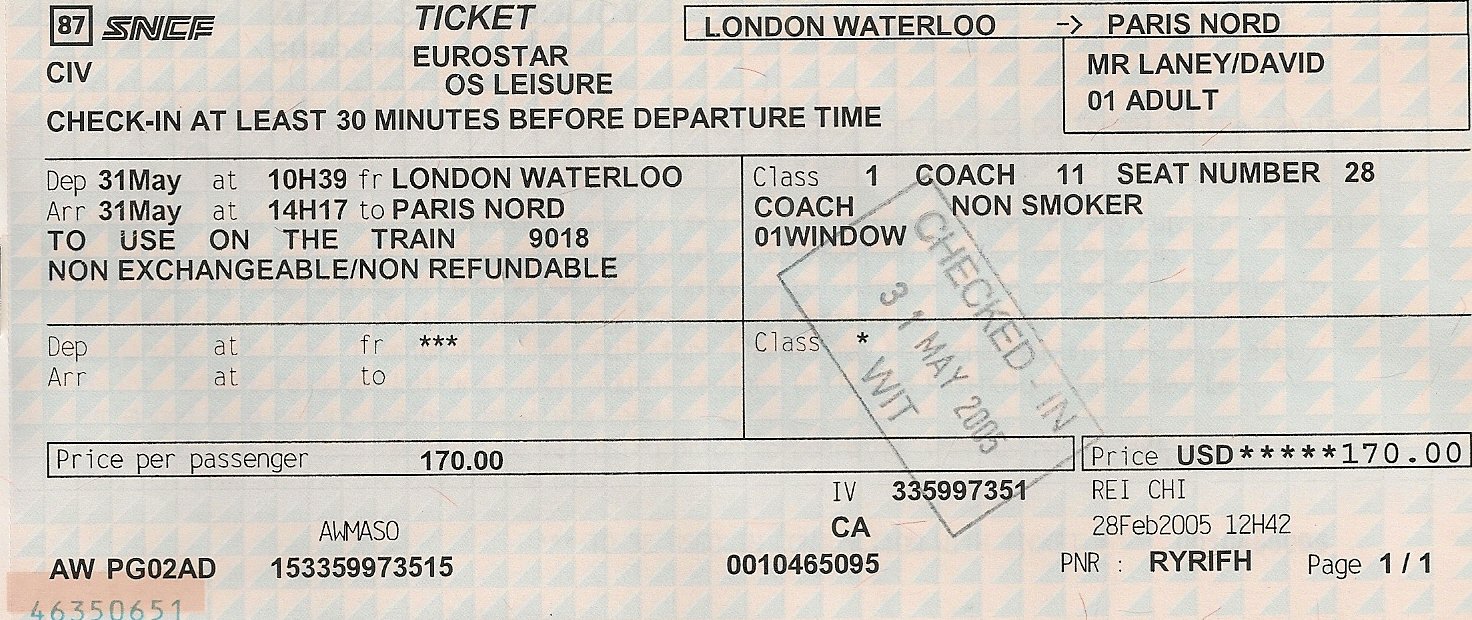 87 SNCF TICKET LONDON WATERLOO -> PARIS NORD
CIV EUROSTAR MR LANEY/DAVID
OS LEISURE 01 ADULT
CHECK-IN AT LEAST 30 MINUTES BEFORE DEPARTURE TIME
Dep 31May at 10H39 fr LONDON WATERLOO Class 1 COACH 11 SEAT NUMBER 28
Arr 31May at 14H17 to PARIS NORD COACH NON SMOKER
TO USE ON THE TRAIN 9018 01WINDOW
NON EXCHANGEABLE/NON REFUNDABLE
CHECKED-IN
31 MAY 2005
WIT
Dep at fr *** Class *
Arr at to
Price per passenger 170.00 Price USD*****170.00
IV 335997351 REI CHI
AWMASO CA 28Feb2005 12H42
AW PG02AD 153359973515 0010465095 PNR : RYRIFH Page 1/1
46350651